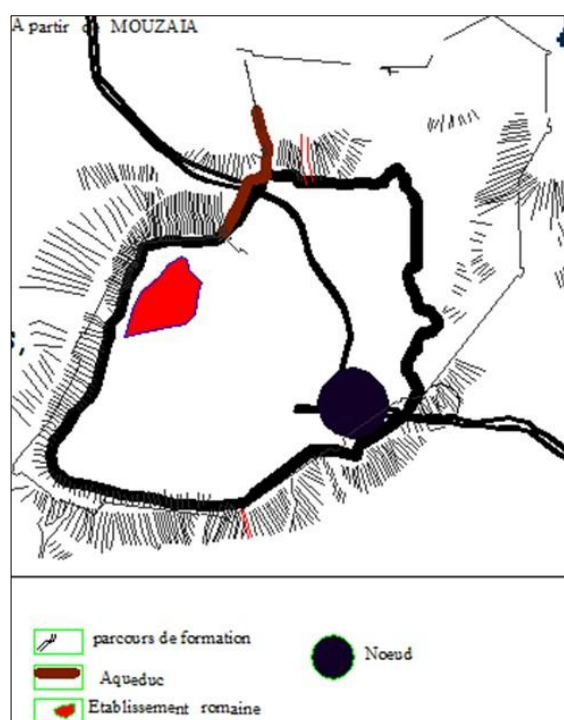 A partir de MOUZAIA
s,
parcours de formation
Noeud
Aqueduc
Etablissement romaine